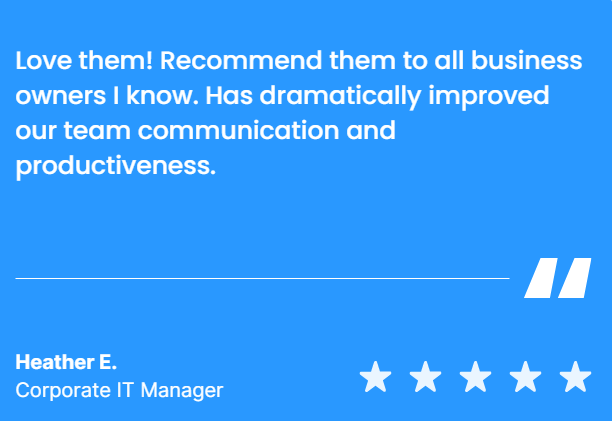 Love them! Recommend them to all business
owners I know. Has dramatically improved
our team communication and
productiveness.
Heather E.
Corporate IT Manager